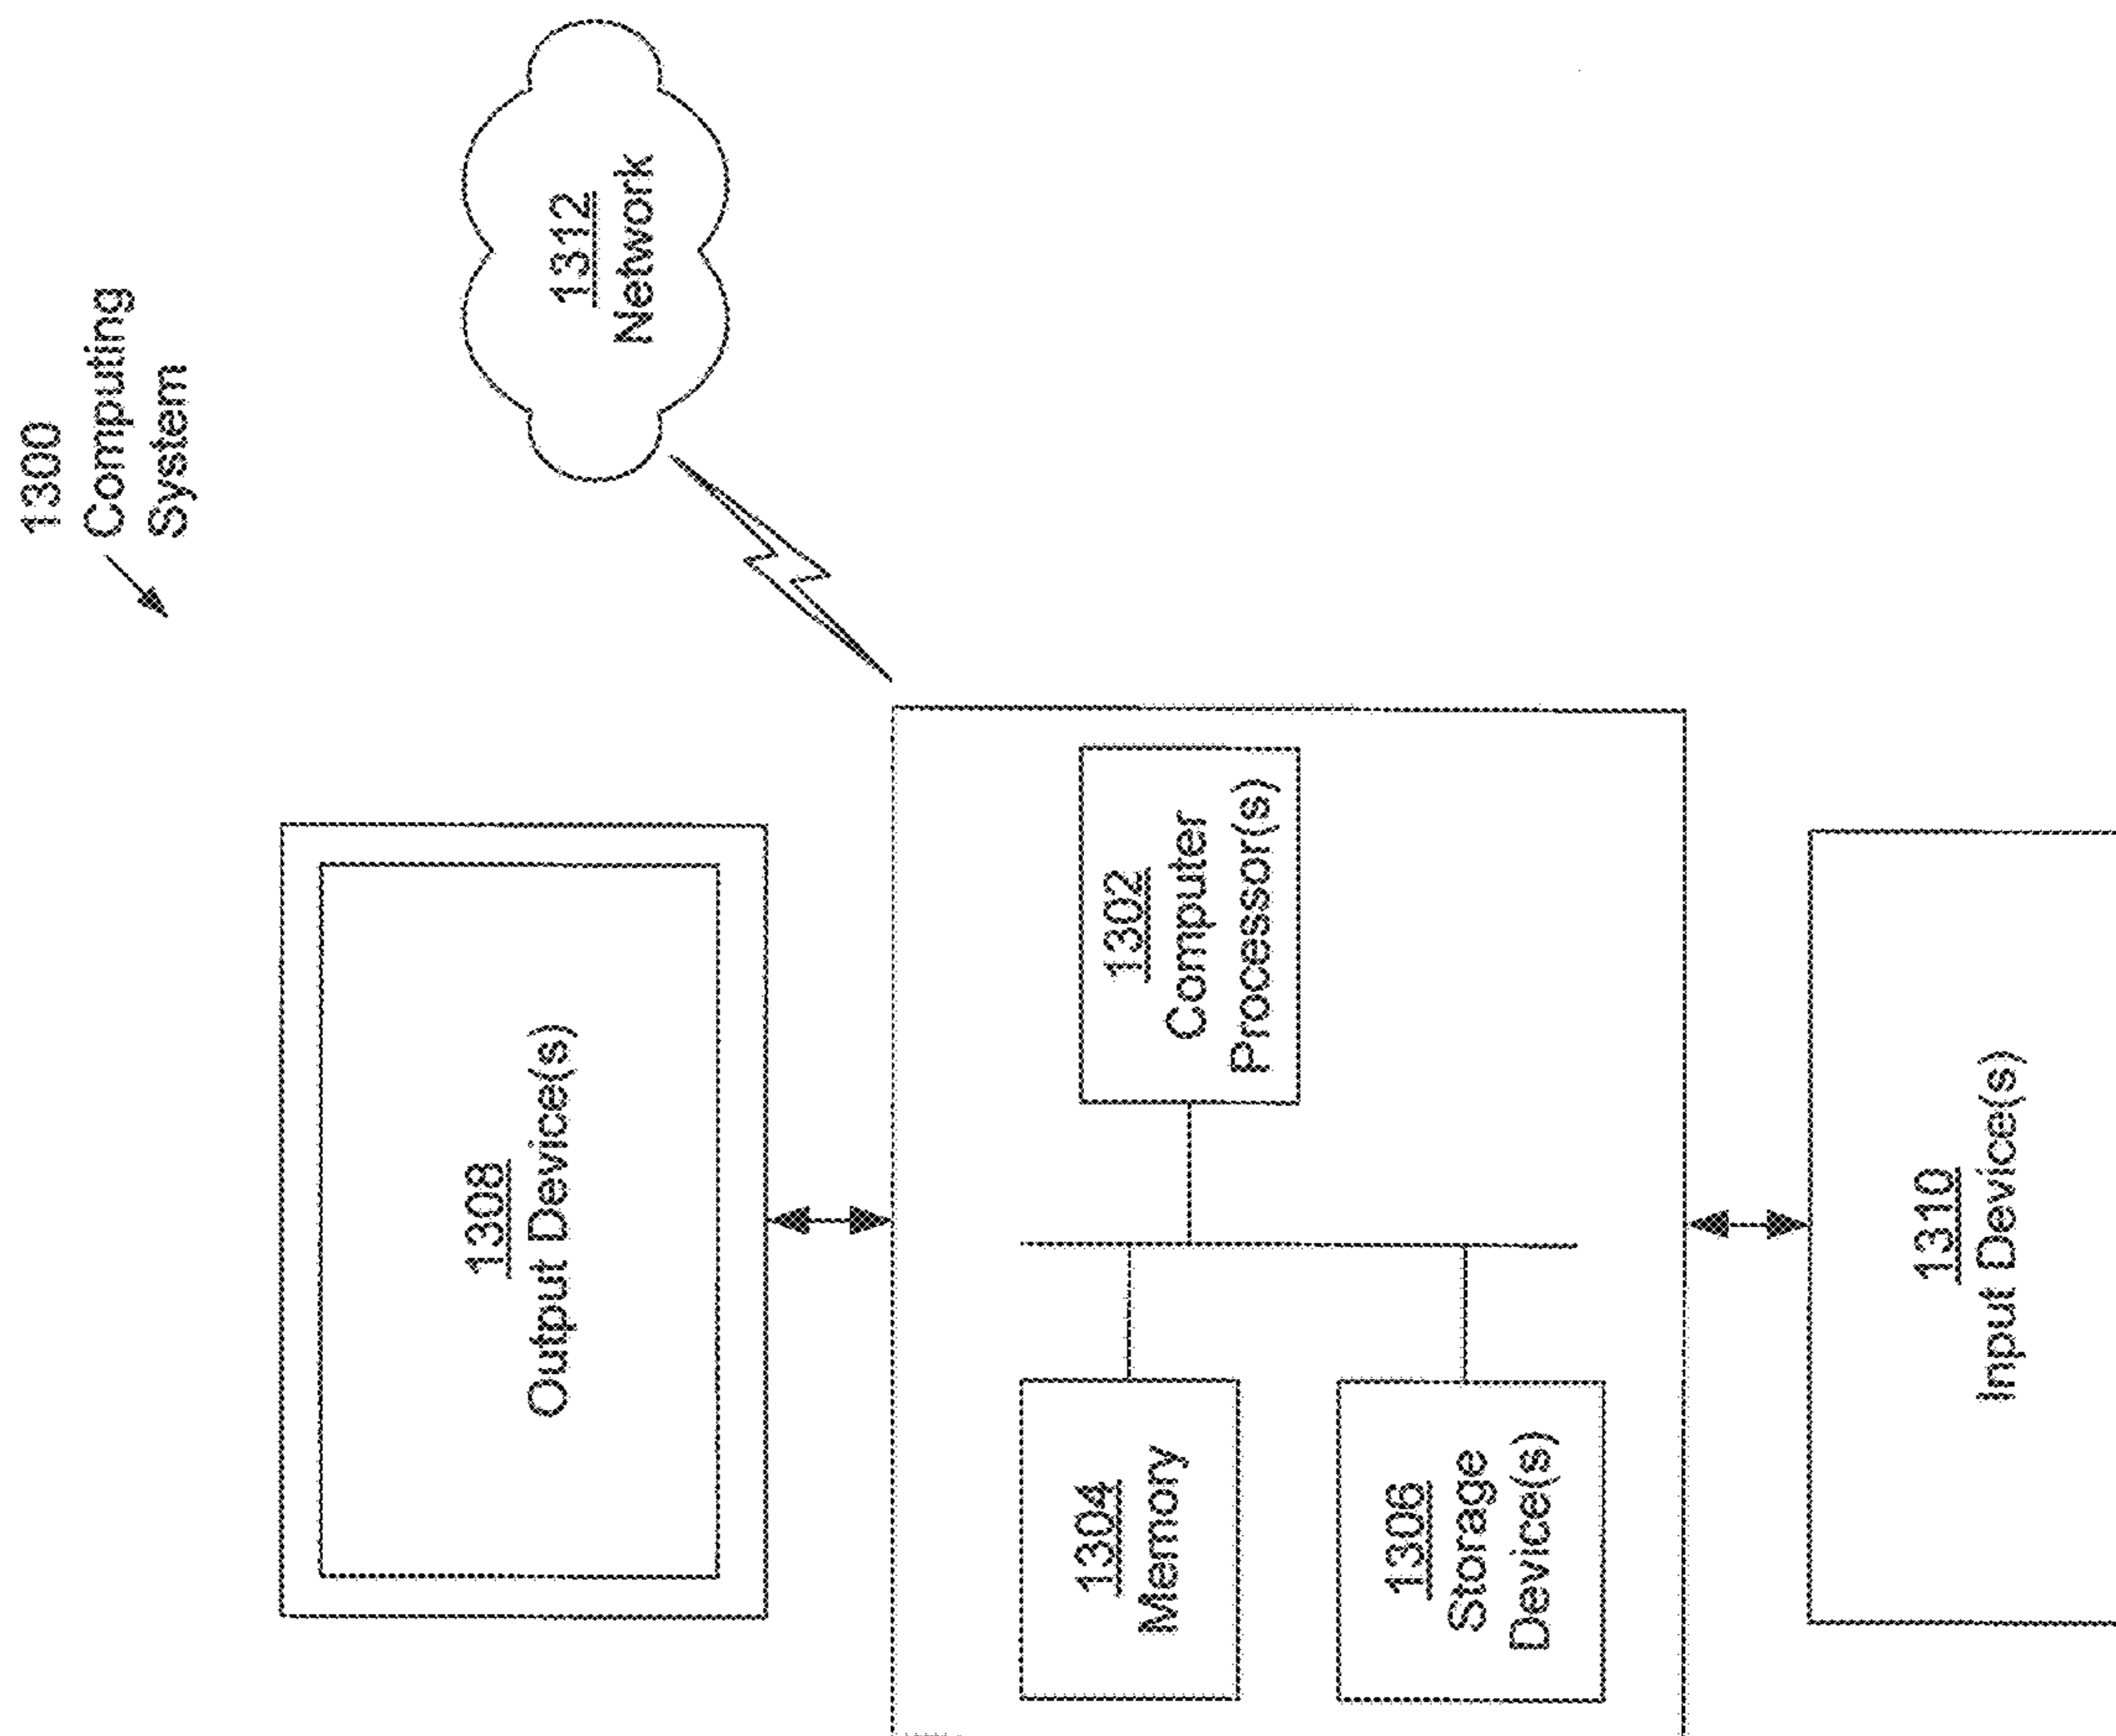 1300
Computing
System
1308
Output Device(s)
1312
Network
1304
Memory
1302
Computer
Processor(s)
1306
Storage
Device(s)
1310
Input Device(s)